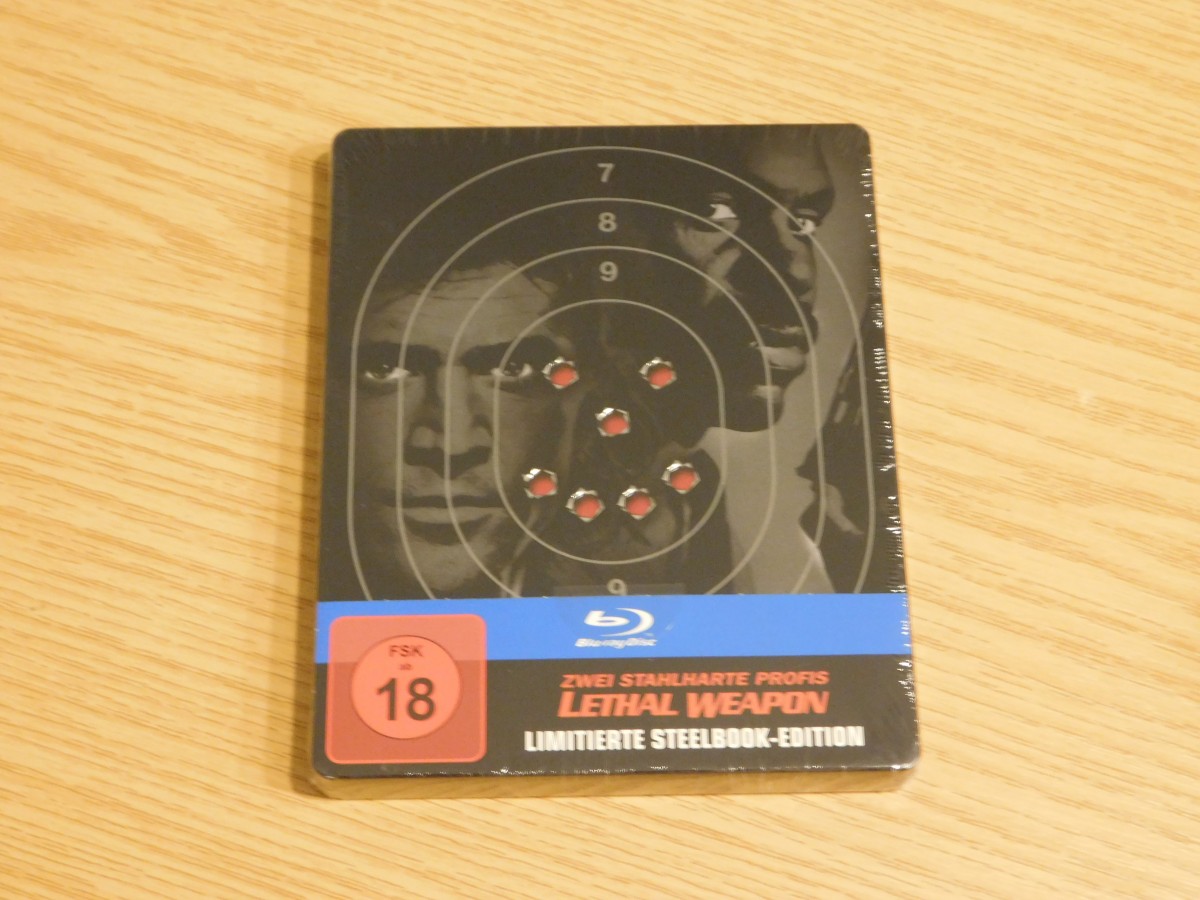 7
8
9
9
Blu-ray Disc
FSK
ab
18
ZWEI STAHLHARTE PROFIS
LETHAL WEAPON
LIMITIERTE STEELBOOK-EDITION